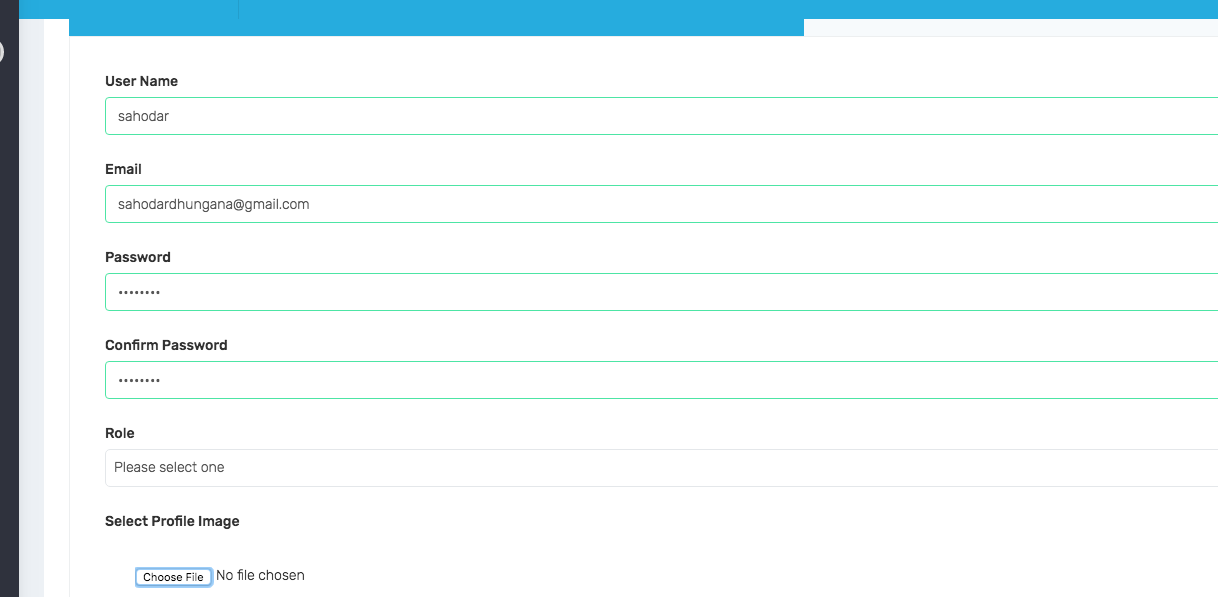 User Name
sahodar
Email
sahodardhungana@gmail.com
Password
••••••••
Confirm Password
••••••••
Role
Please select one
Select Profile Image
Choose File No file chosen